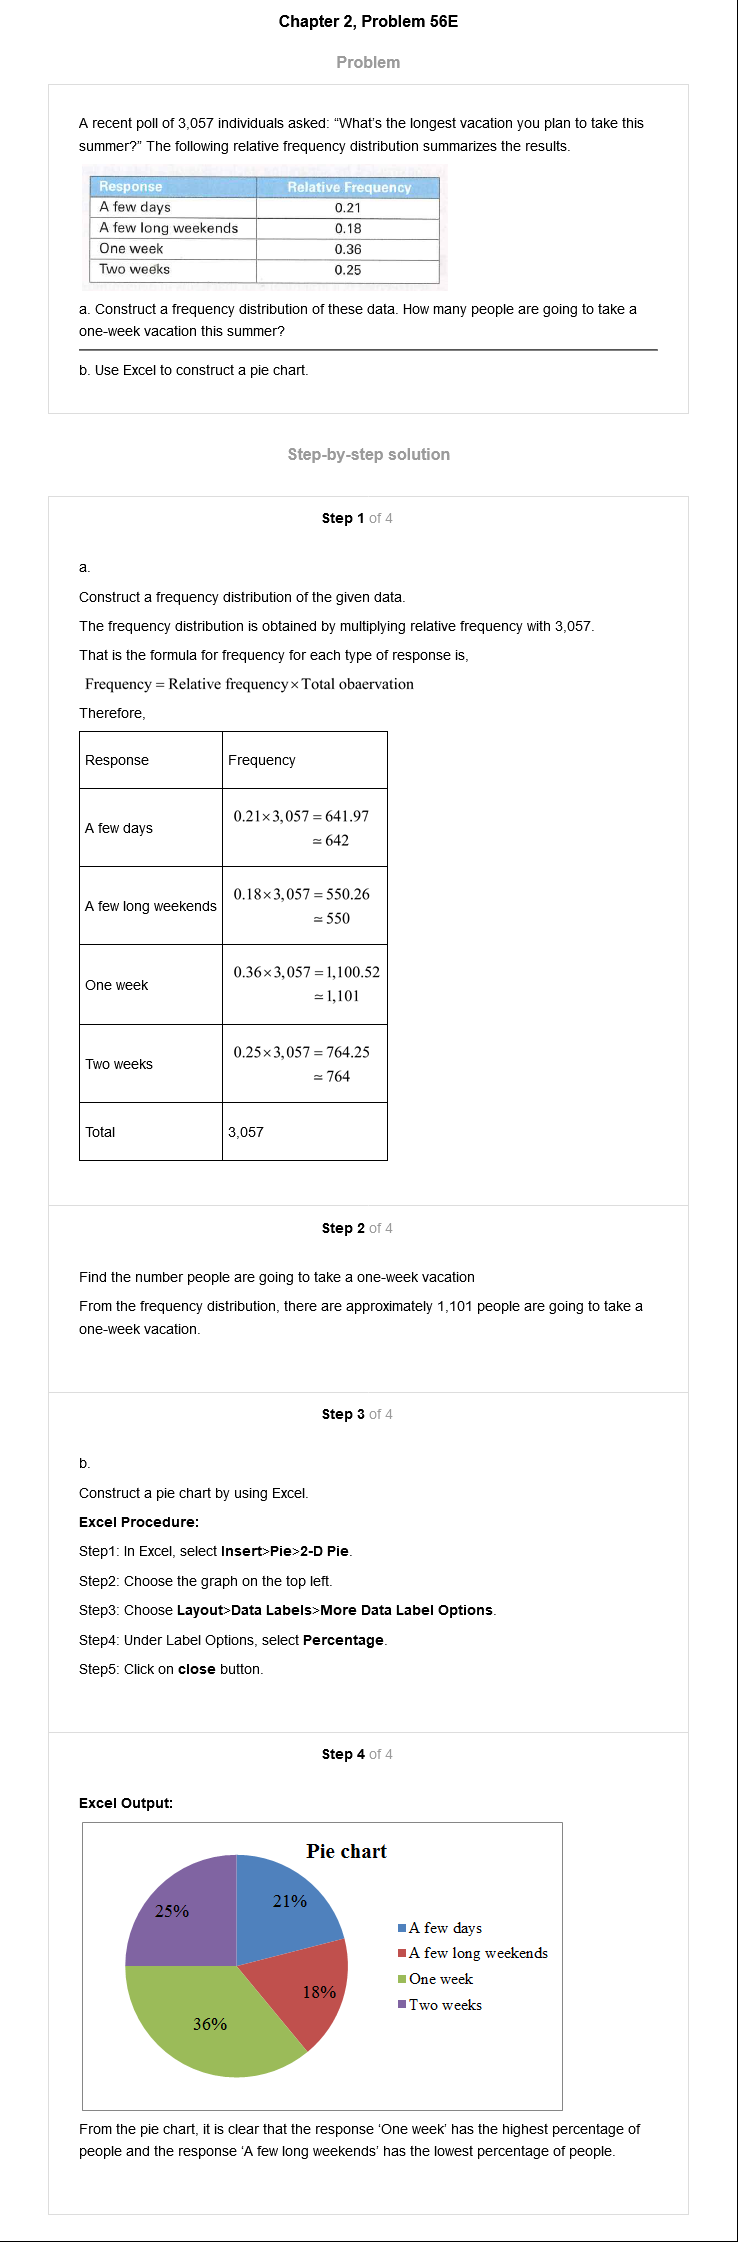 Chapter 2, Problem 56E
Problem
A recent poll of 3,057 individuals asked: “What’s the longest vacation you plan to take this
summer?” The following relative frequency distribution summarizes the results.
Response Relative Frequency
A few days 0.21
A few long weekends 0.18
One week 0.36
Two weeks 0.25
a. Construct a frequency distribution of these data. How many people are going to take a
one-week vacation this summer?
b. Use Excel to construct a pie chart.
Step-by-step solution
Step 1 of 4
a.
Construct a frequency distribution of the given data.
The frequency distribution is obtained by multiplying relative frequency with 3,057.
That is the formula for frequency for each type of response is,
Frequency = Relative frequency × Total obaervation
Therefore,
Response Frequency
A few days 0.21×3,057 = 641.97
≃ 642
A few long weekends 0.18×3,057 = 550.26
≃ 550
One week 0.36×3,057 = 1,100.52
≃ 1,101
Two weeks 0.25×3,057 = 764.25
≃ 764
Total 3,057
Step 2 of 4
Find the number people are going to take a one-week vacation
From the frequency distribution, there are approximately 1,101 people are going to take a
one-week vacation.
Step 3 of 4
b.
Construct a pie chart by using Excel.
Excel Procedure:
Step1: In Excel, select Insert>Pie>2-D Pie.
Step2: Choose the graph on the top left.
Step3: Choose Layout>Data Labels>More Data Label Options.
Step4: Under Label Options, select Percentage.
Step5: Click on close button.
Step 4 of 4
Excel Output:
Pie chart
25%
21%
18%
36%
A few days
A few long weekends
One week
Two weeks
From the pie chart, it is clear that the response ‘One week’ has the highest percentage of
people and the response ‘A few long weekends’ has the lowest percentage of people.